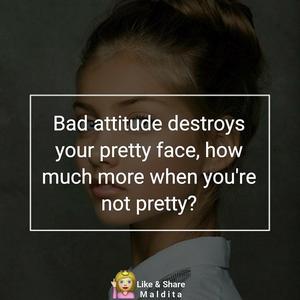 Bad attitude destroys
your pretty face, how
much more when you're
not pretty?
Like & Share
Maldita